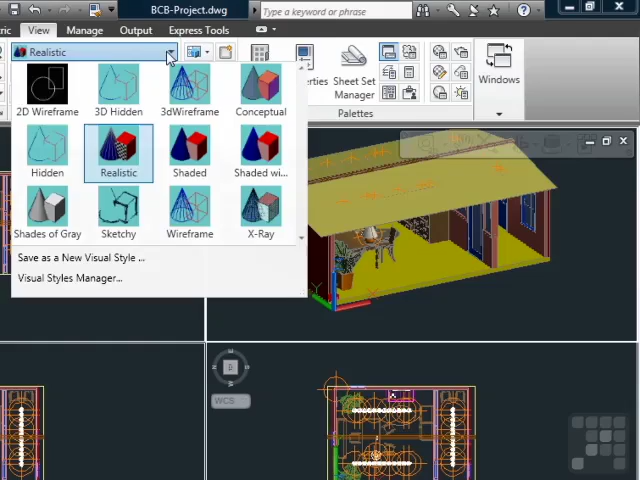 BCB-Project.dwg
Type a keyword or phrase
View Manage Output Express Tools
Realistic
2D Wireframe 3D Hidden 3dWireframe Conceptual
Hidden Realistic Shaded Shaded wi...
Shades of Gray Sketchy Wireframe X-Ray
Save as a New Visual Style ...
Visual Styles Manager...
Sheet Set
Manager
Windows
Palettes
WCS